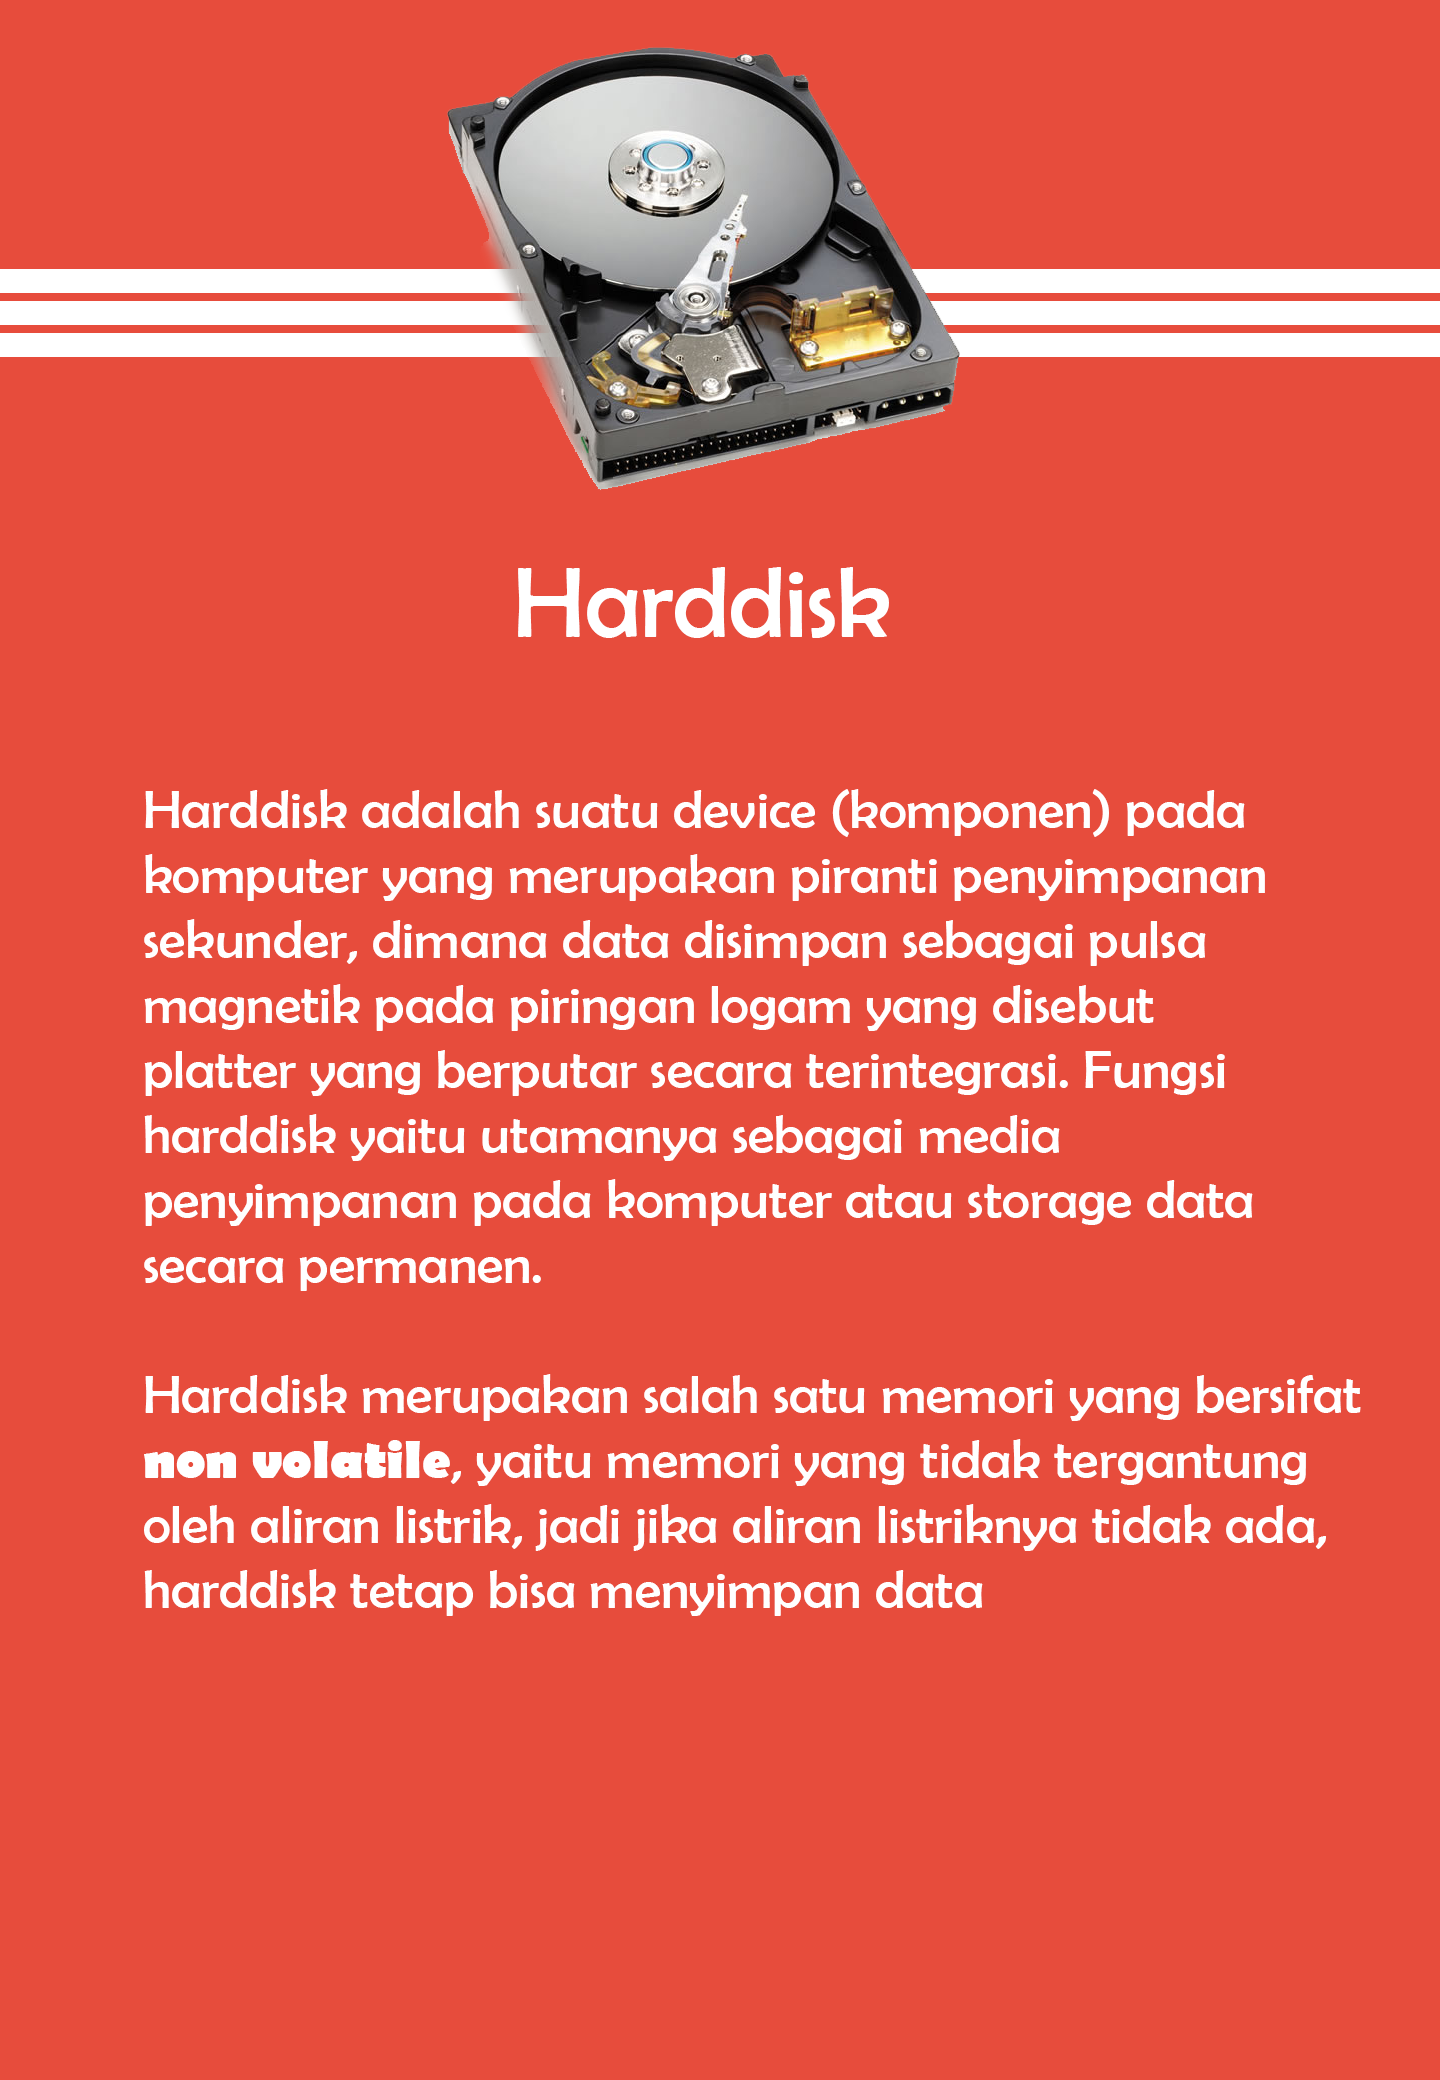 Harddisk
Harddisk adalah suatu device (komponen) pada
komputer yang merupakan piranti penyimpanan
sekunder, dimana data disimpan sebagai pulsa
magnetik pada piringan logam yang disebut
platter yang berputar secara terintegrasi. Fungsi
harddisk yaitu utamanya sebagai media
penyimpanan pada komputer atau storage data
secara permanen.
Harddisk merupakan salah satu memori yang bersifat
non volatile, yaitu memori yang tidak tergantung
oleh aliran listrik, jadi jika aliran listriknya tidak ada,
harddisk tetap bisa menyimpan data